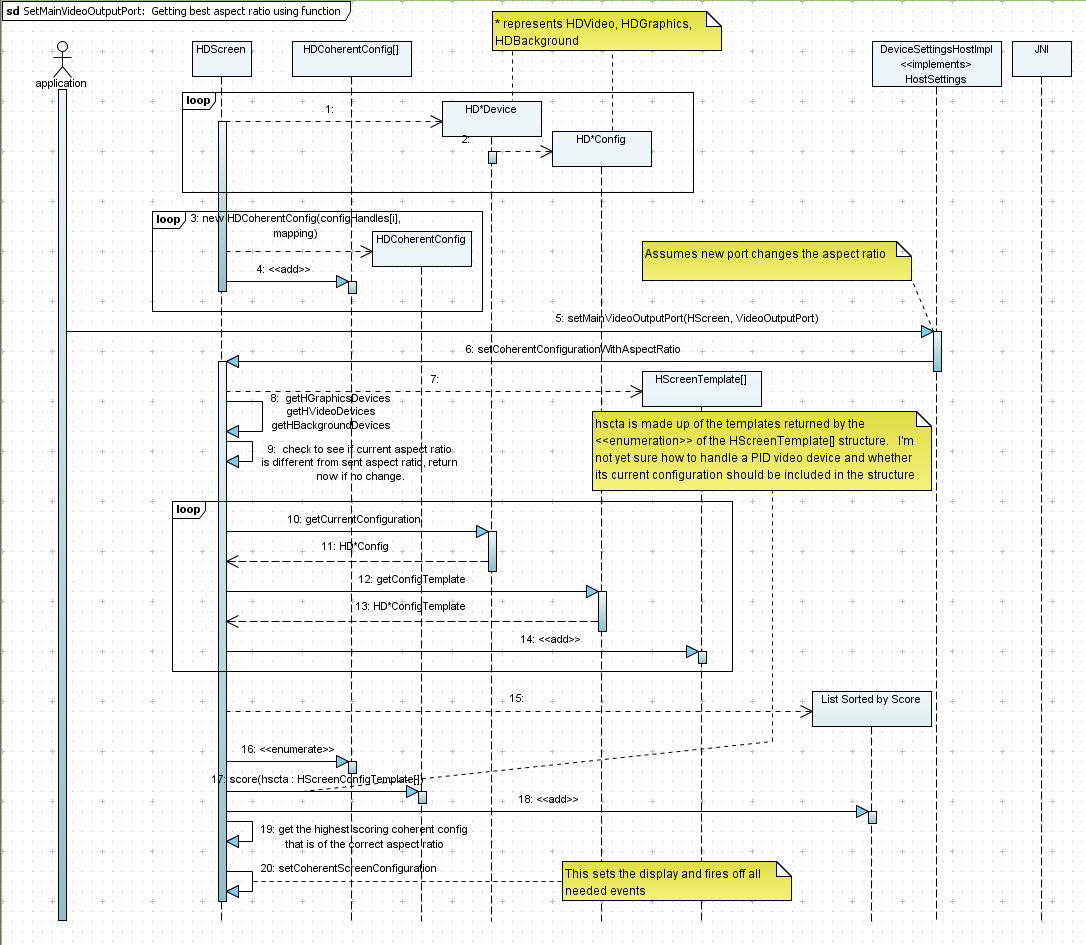 sd SetMainVideoOutputPort: Getting best aspect ratio using function
* represents HDVideo, HDGraphics,
HDBackground
application
HDScreen
HDCoherentConfig[]
DeviceSettingsHostImpl
<<implements>>
HostSettings
JNI
loop
1:
HD*Device
2:
HD*Config
loop
3: new HDCoherentConfig(configHandles[i],
mapping)
HDCoherentConfig
4: <<add>>
Assumes new port changes the aspect ratio
5: setMainVideoOutputPort(HScreen, VideoOutputPort)
6: setCoherentConfigurationWithAspectRatio
7:
HScreenTemplate[]
8: getHGraphicsDevices
getHVideoDevices
getHBackgroundDevices
hscta is made up of the templates returned by the
<<enumeration>> of the HScreenTemplate[] structure. I'm
not yet sure how to handle a PID video device and whether
its current configuration should be included in the structure
9: check to see if current aspect ratio
is different from sent aspect ratio, return
now if no change.
loop
10: getCurrentConfiguration
11: HD*Config
12: getConfigTemplate
13: HD*ConfigTemplate
14: <<add>>
15:
List Sorted by Score
16: <<enumerate>>
17: score(hscta : HScreenConfigTemplate[])
18: <<add>>
19: get the highest scoring coherent config
that is of the correct aspect ratio
20: setCoherentScreenConfiguration
This sets the display and fires off all
needed events